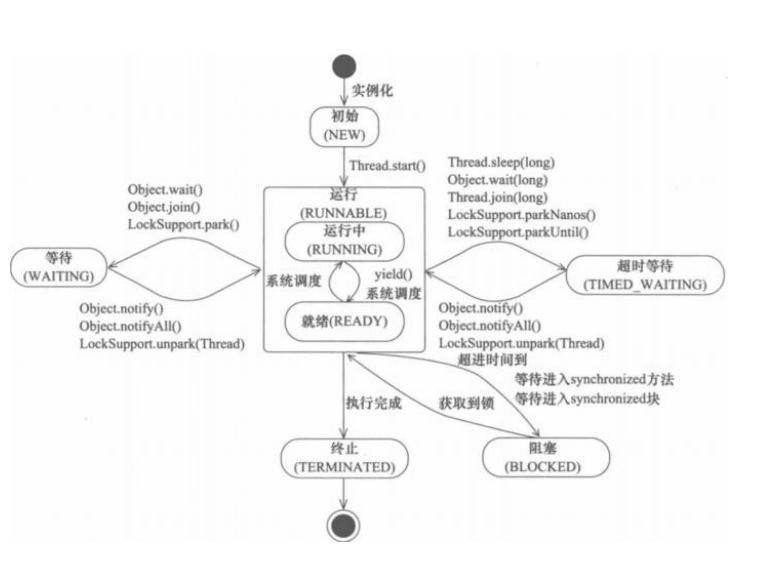 实例化
初始
(NEW)
Thread.start()
Object.wait()
Object.join()
LockSupport.park()
Thread.sleep(long)
Object.wait(long)
Thread.join(long)
LockSupport.parkNanos()
LockSupport.parkUntil()
运行
(RUNNABLE)
运行中
(RUNNING)
等待
(WAITING)
系统调度
yield()
系统调度
超时等待
(TIMED_WAITING)
就绪(READY)
Object.notify()
Object.notifyAll()
LockSupport.unpark(Thread)
Object.notify()
Object.notifyAll()
LockSupport.unpark(Thread)
超进时间到
等待进入synchronized方法
等待进入synchronized块
执行完成
获取到锁
终止
(TERMINATED)
阻塞
(BLOCKED)